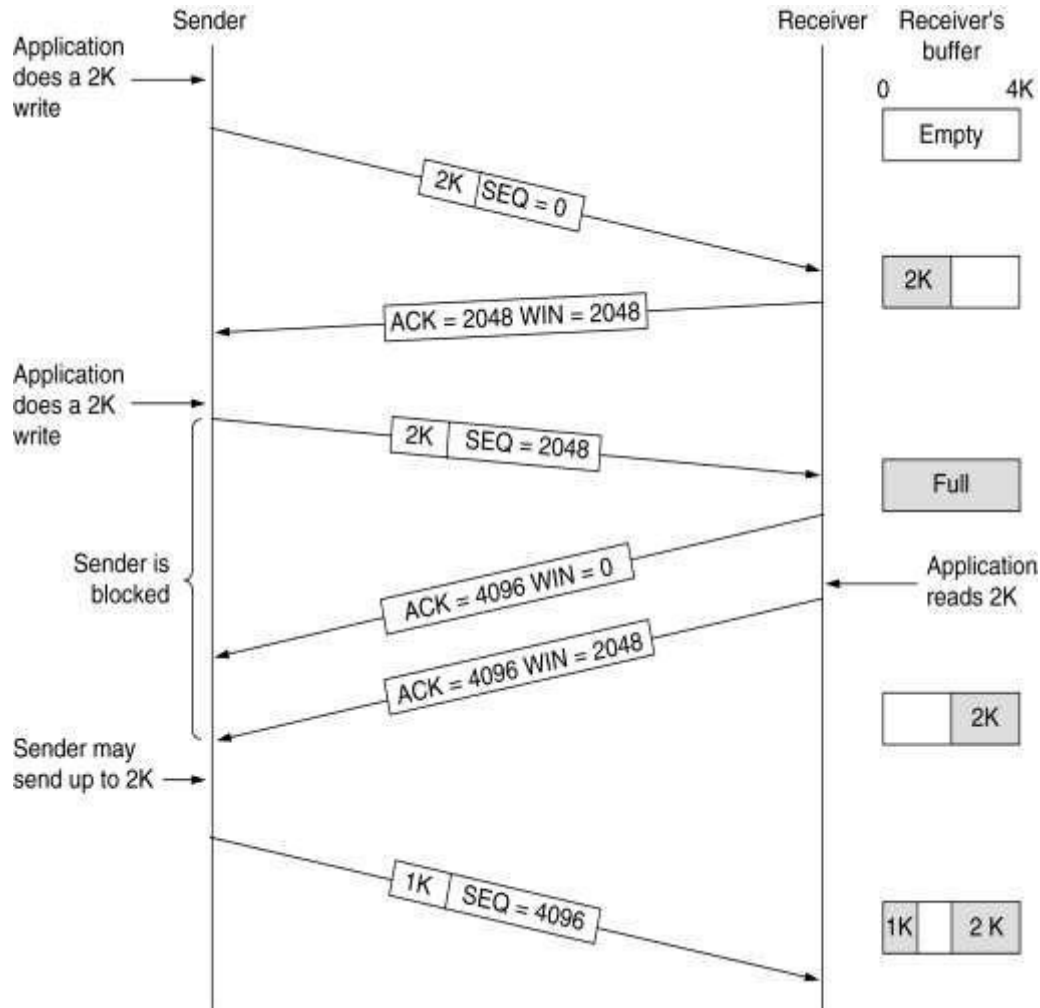 Sender
Receiver
Receiver's
buffer
Application
does a 2K
write
0 4K
Empty
2K SEQ = 0
2K
ACK = 2048 WIN = 2048
Application
does a 2K
write
2K SEQ = 2048
Full
Sender is
blocked
ACK = 4096 WIN = 0
Application
reads 2K
ACK = 4096 WIN = 2048
2K
Sender may
send up to 2K
1K SEQ = 4096
1K 2 K